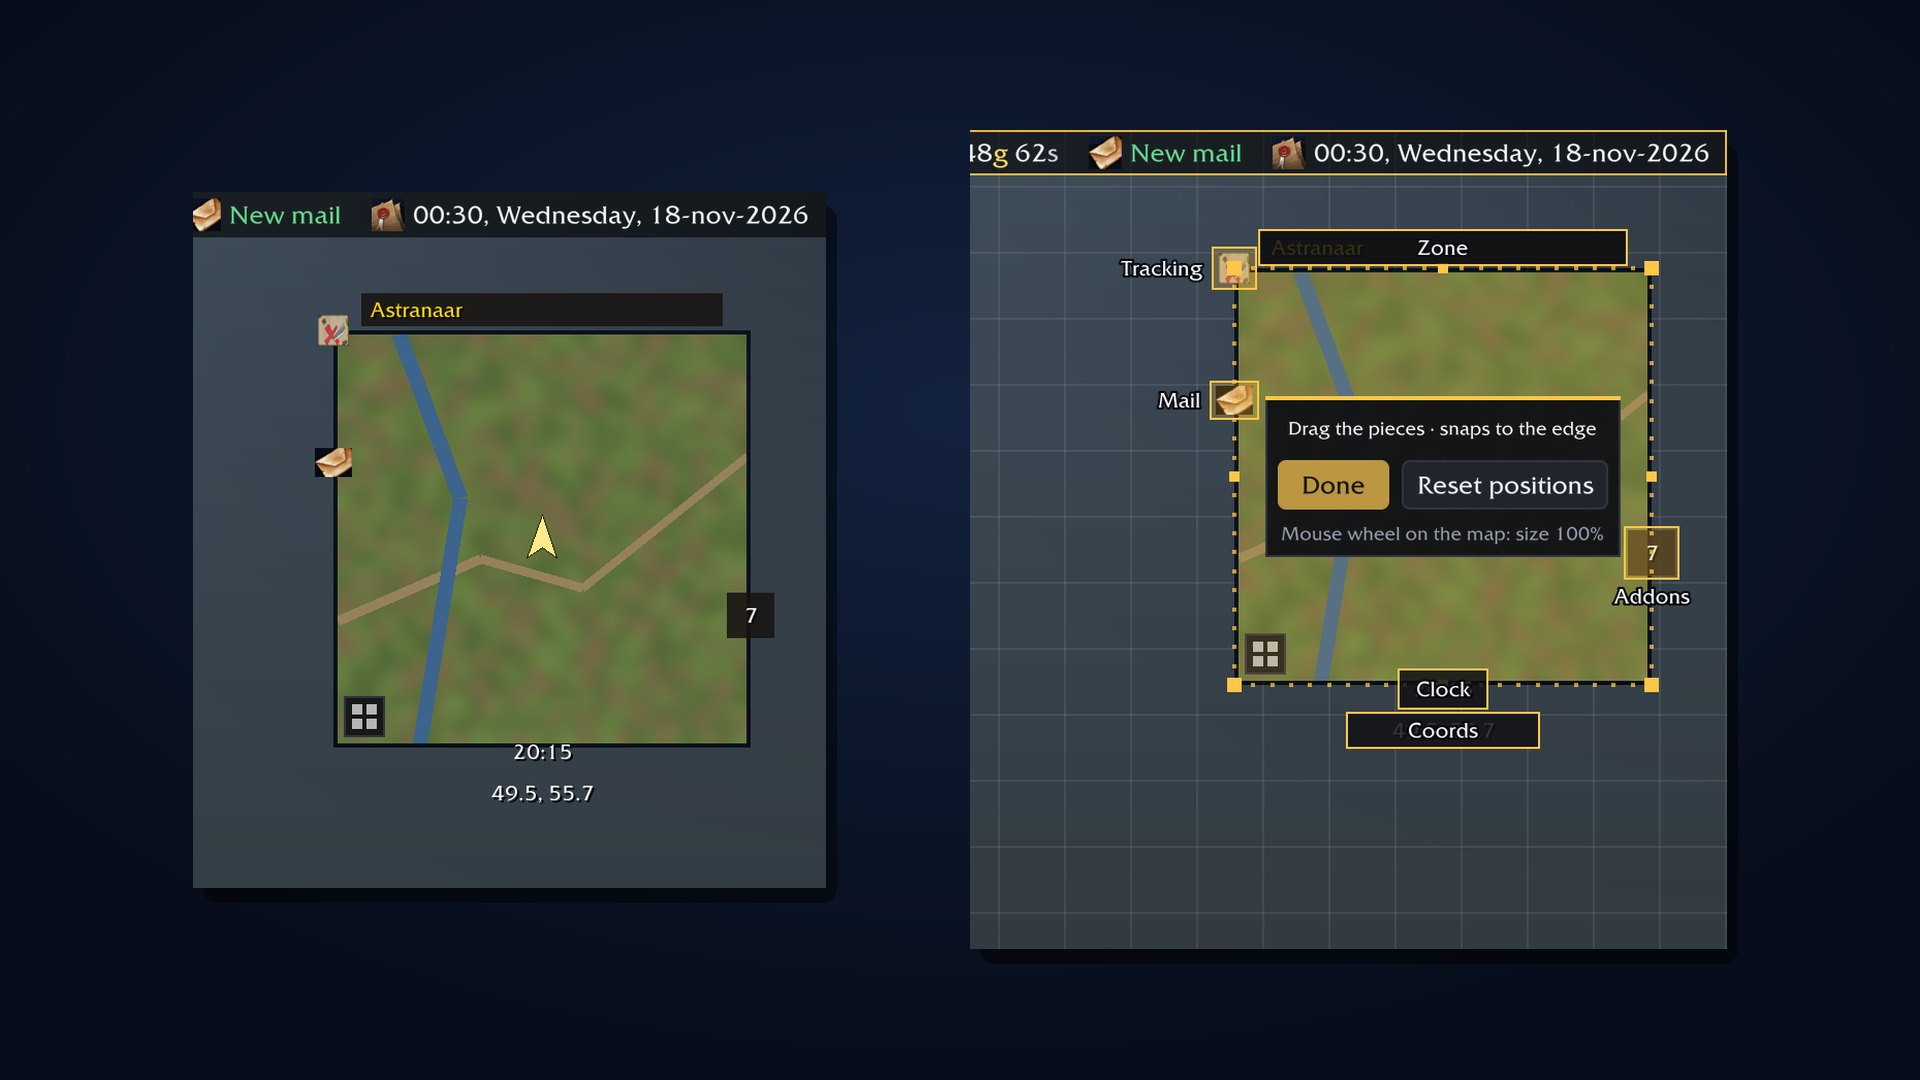 New mail 00:30, Wednesday, 18-nov-2026
Astranaar
7
20:15
49.5, 55.7
48g 62s New mail 00:30, Wednesday, 18-nov-2026
Astranaar Zone
Tracking
Mail
Drag the pieces · snaps to the edge
Done Reset positions
Mouse wheel on the map: size 100%
7
Addons
Clock
Coords